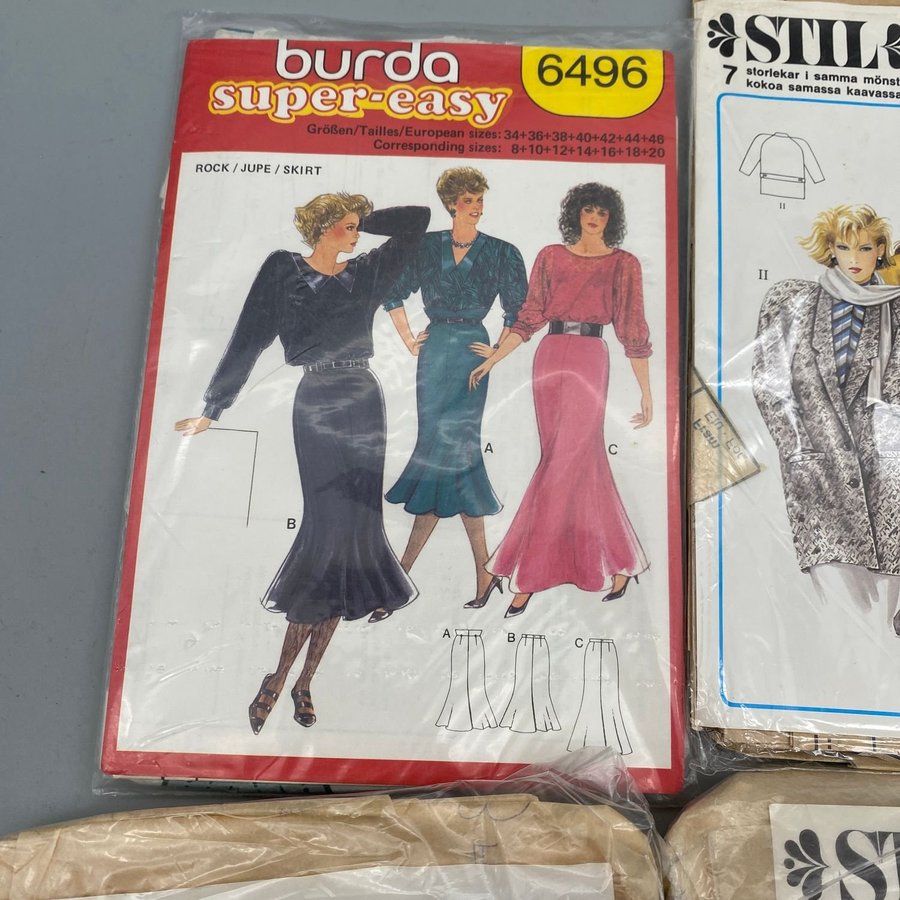 burda
super-easy
6496
Größen/Tailles/European sizes: 34+36+38+40+42+44+46
Corresponding sizes: 8+10+12+14+16+18+20
ROCK / JUPE / SKIRT
A
B
C
A
B
C
STIL
7 storlekar i samma mönst
kokoa samassa kaavassa
II
II
STI